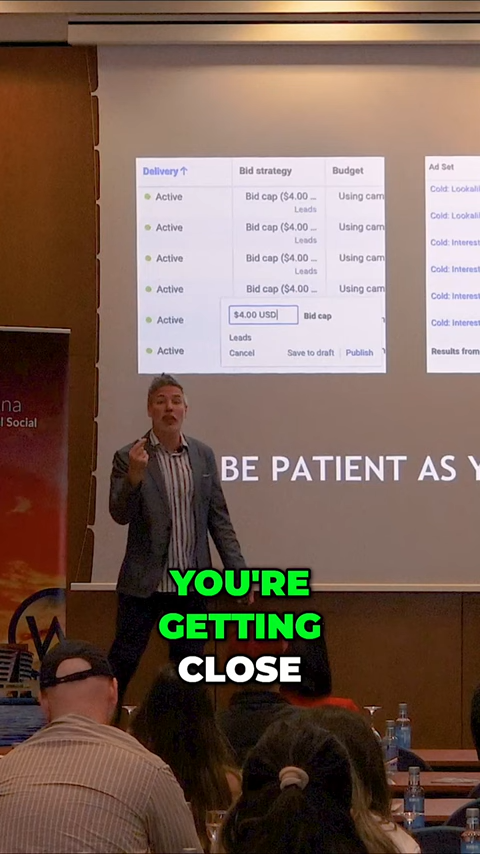 Delivery ↑ Bid strategy Budget
Active Bid cap ($4.00 ... Using cam
Leads
Active Bid cap ($4.00 ... Using cam
Leads
Active Bid cap ($4.00 ... Using cam
Leads
Active Bid cap ($4.00 ... Using cam
Active $4.00 USD Bid cap
Leads
Active Cancel Save to draft Publish
Ad Set
Cold: Lookali
Cold: Lookali
Cold: Interest
Cold: Interest
Cold: Interest
Cold: Interest
Results from
na
l Social
BE PATIENT AS Y
YOU'RE
GETTING
CLOSE